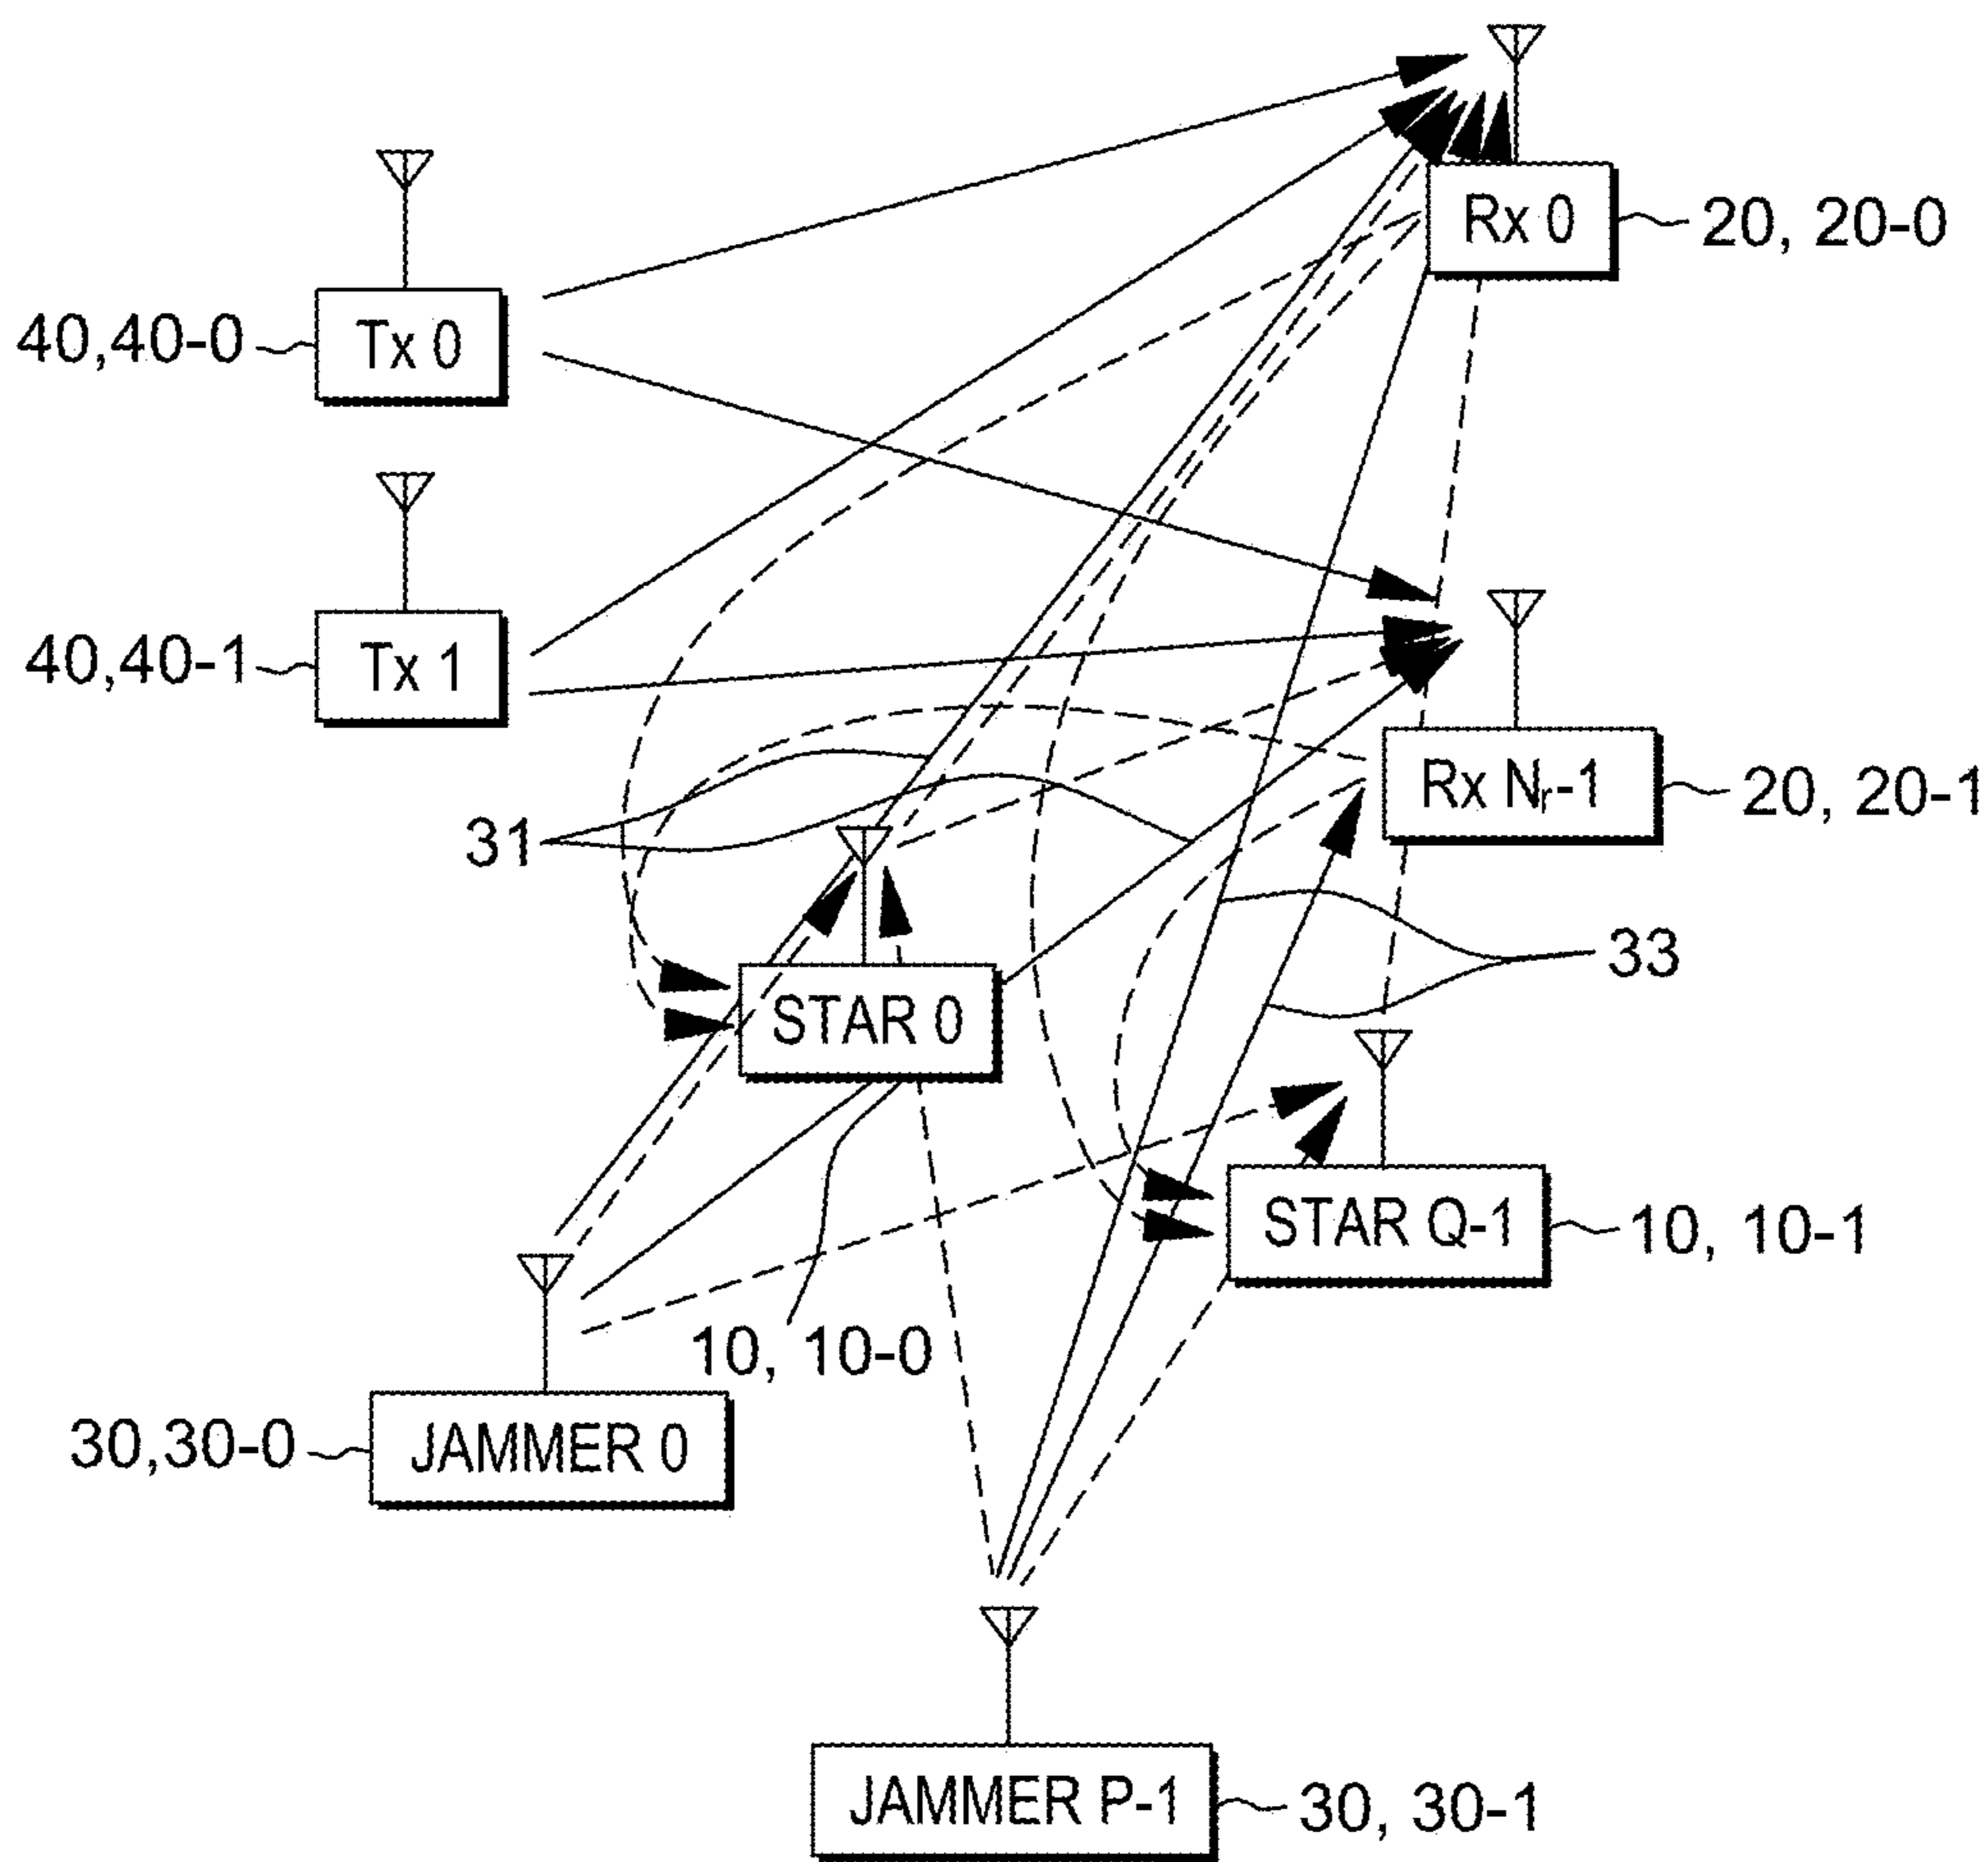 Rx 0
20, 20-0
40,40-0
Tx 0
40,40-1
Tx 1
Rx Nr-1
20, 20-1
31
33
STAR 0
STAR Q-1
10, 10-1
10, 10-0
30,30-0
JAMMER 0
JAMMER P-1
30, 30-1